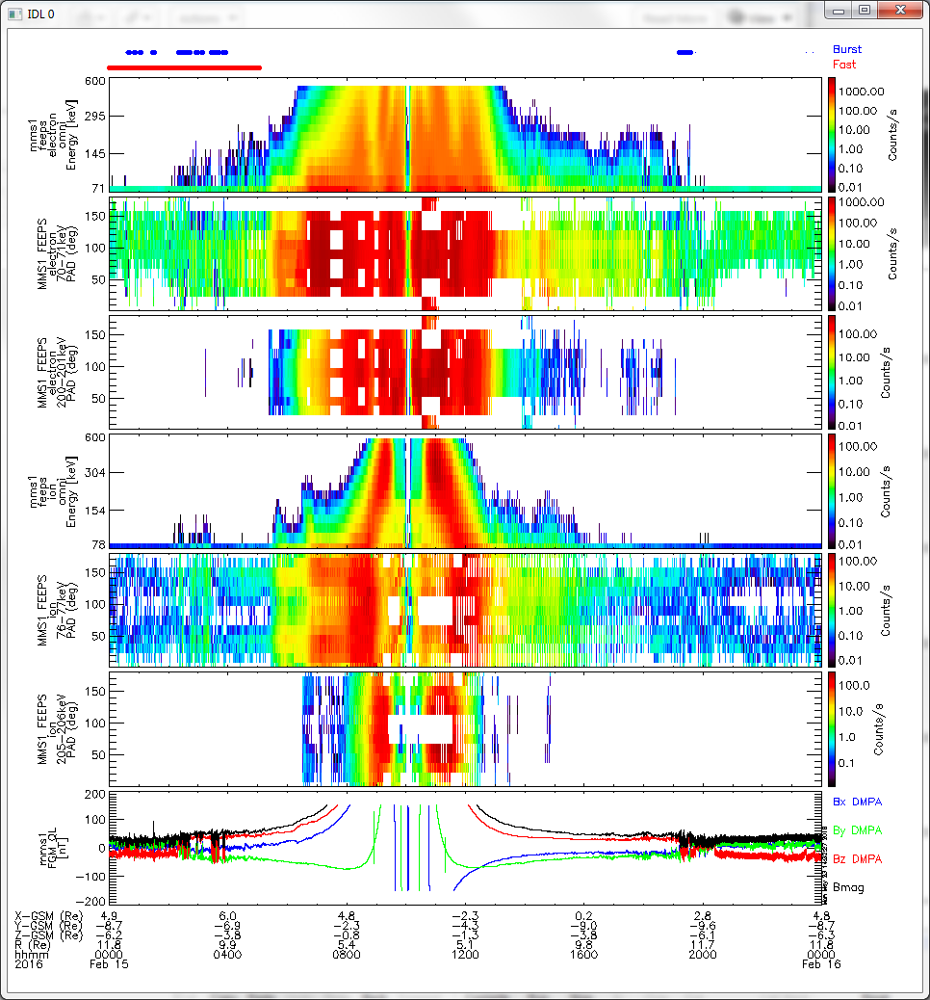 IDL 0
Burst
Fast
mms1
feeps
electron
omni
Energy [keV]
600
295
145
71
1000.00
100.00
10.00
1.00
0.10
0.01
Counts/s
MMS1 FEEPS
electron
70-71keV
PAD (deg)
150
100
50
1000.00
100.00
10.00
1.00
0.10
0.01
Counts/s
MMS1 FEEPS
electron
200-201keV
PAD (deg)
150
100
50
100.00
10.00
1.00
0.10
0.01
Counts/s
mms1
feeps
ion
omni
Energy [keV]
600
304
154
78
100.00
10.00
1.00
0.10
0.01
Counts/s
MMS1 FEEPS
ion
76-77keV
PAD (deg)
150
100
50
100.00
10.00
1.00
0.10
0.01
Counts/s
MMS1 FEEPS
ion
205-206keV
PAD (deg)
150
100
50
100.0
10.0
1.0
0.1
Counts/s
mms1
FGM QL
[nT]
200
100
0
-100
-200
Bx DMPA
By DMPA
Bz DMPA
Bmag
X-GSM (Re) 4.9 6.0 4.8 -2.3 0.2 2.8 4.8
Y-GSM (Re) -8.7 -6.9 -2.3 -4.3 -9.0 -9.6 -8.7
Z-GSM (Re) -6.2 -3.8 -0.8 -1.3 -3.8 -6.1 -6.3
R (Re) 11.8 9.9 5.4 5.1 9.8 11.7 11.8
hhmm 0000 0400 0800 1200 1600 2000 0000
2016 Feb 15 Feb 16